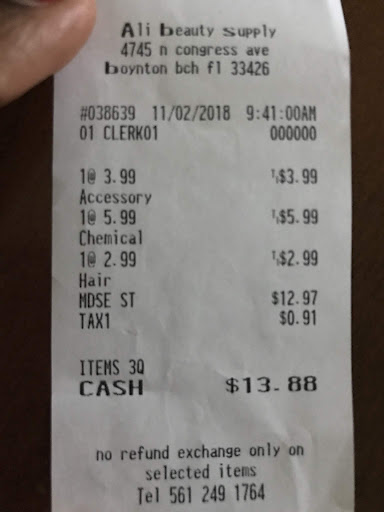 Ali beauty supply
4745 n congress ave
boynton bch fl 33426
#038639 11/02/2018 9:41:00AM
01 CLERK01 000000
1@ 3.99 T₁$3.99
Accessory
1@ 5.99 T₁$5.99
Chemical
1@ 2.99 T₁$2.99
Hair
MDSE ST $12.97
TAX1 $0.91
ITEMS 3Q
CASH $13.88
no refund exchange only on
selected items
Tel 561 249 1764